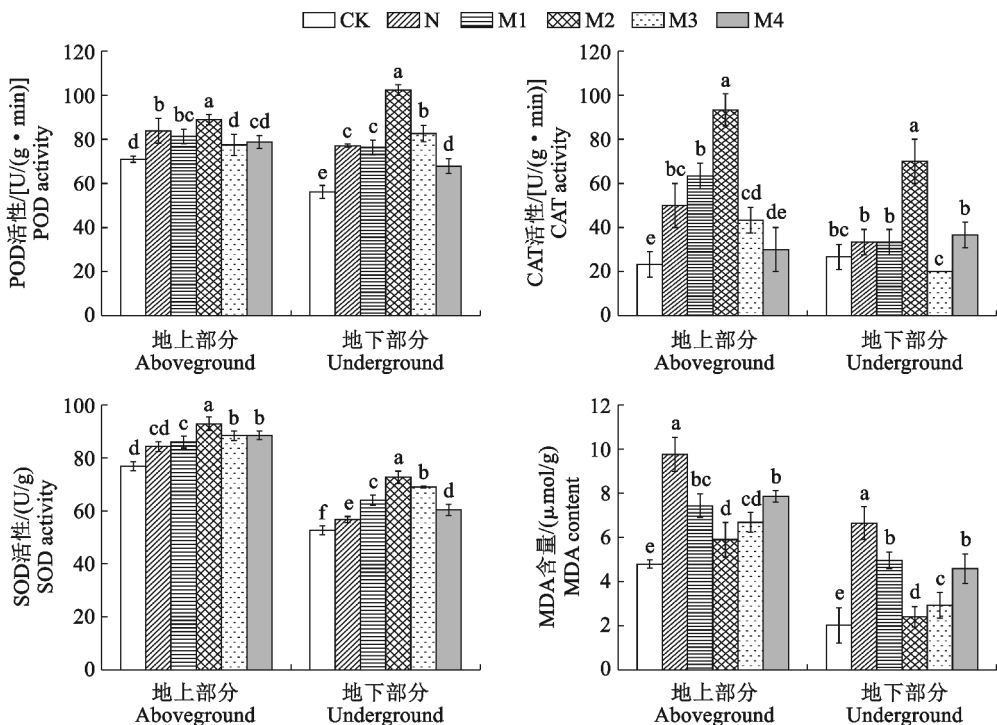 CK N M1 M2 M3 M4
POD活性/[U/(g·min)]
POD activity
120
100
80
60
40
20
0
d b bc a d cd
e c c a b d
地上部分
Aboveground
地下部分
Underground
CAT活性/[U/(g·min)]
CAT activity
120
100
80
60
40
20
0
e bc b a cd de
bc b b a c b
地上部分
Aboveground
地下部分
Underground
SOD活性/(U/g)
SOD activity
100
80
60
40
20
0
d cd c a b b
f e c a b d
地上部分
Aboveground
地下部分
Underground
MDA含量/(μmol/g)
MDA content
12
10
8
6
4
2
0
e a bc d cd b
e a b d c b
地上部分
Aboveground
地下部分
Underground